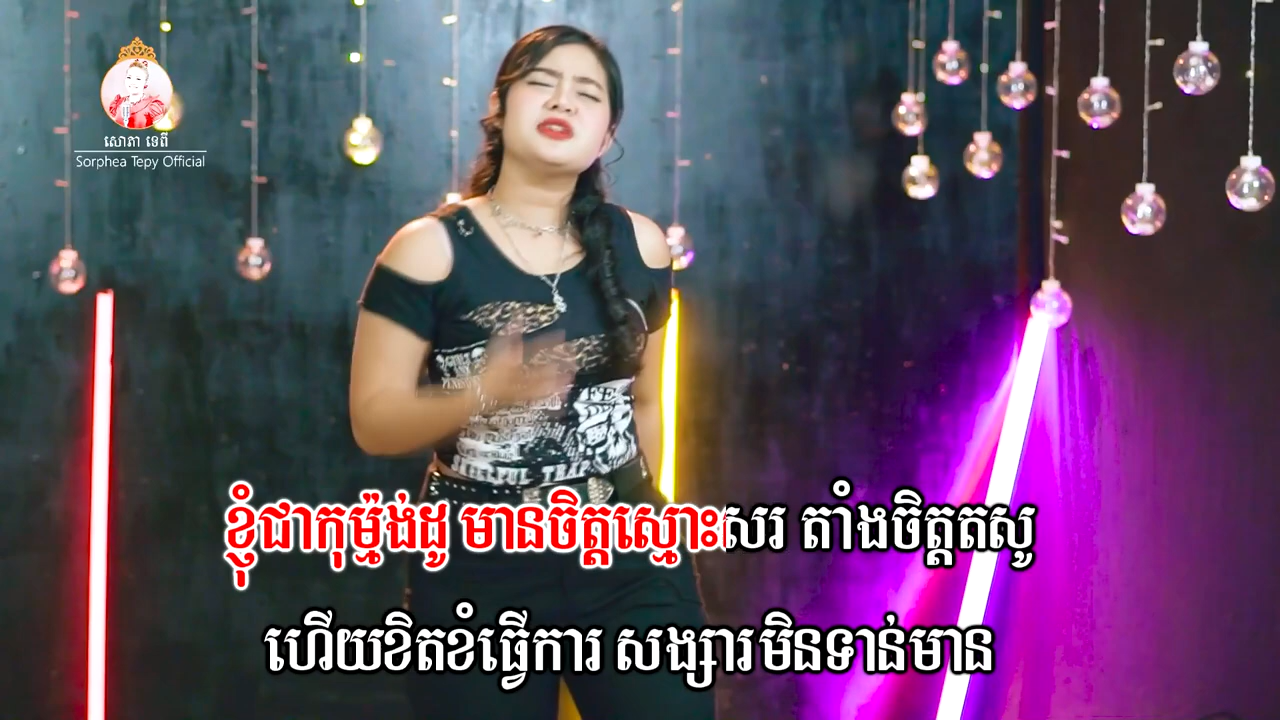 សោភា ទេពី
Sorphea Tepy Official
ខ្ញុំជាកុម្ម៉ង់ដូ មានចិត្តស្មោះសរ តាំងចិត្តតស៊ូ
ហើយខិតខំធ្វើការ សង្សារមិនទាន់មាន